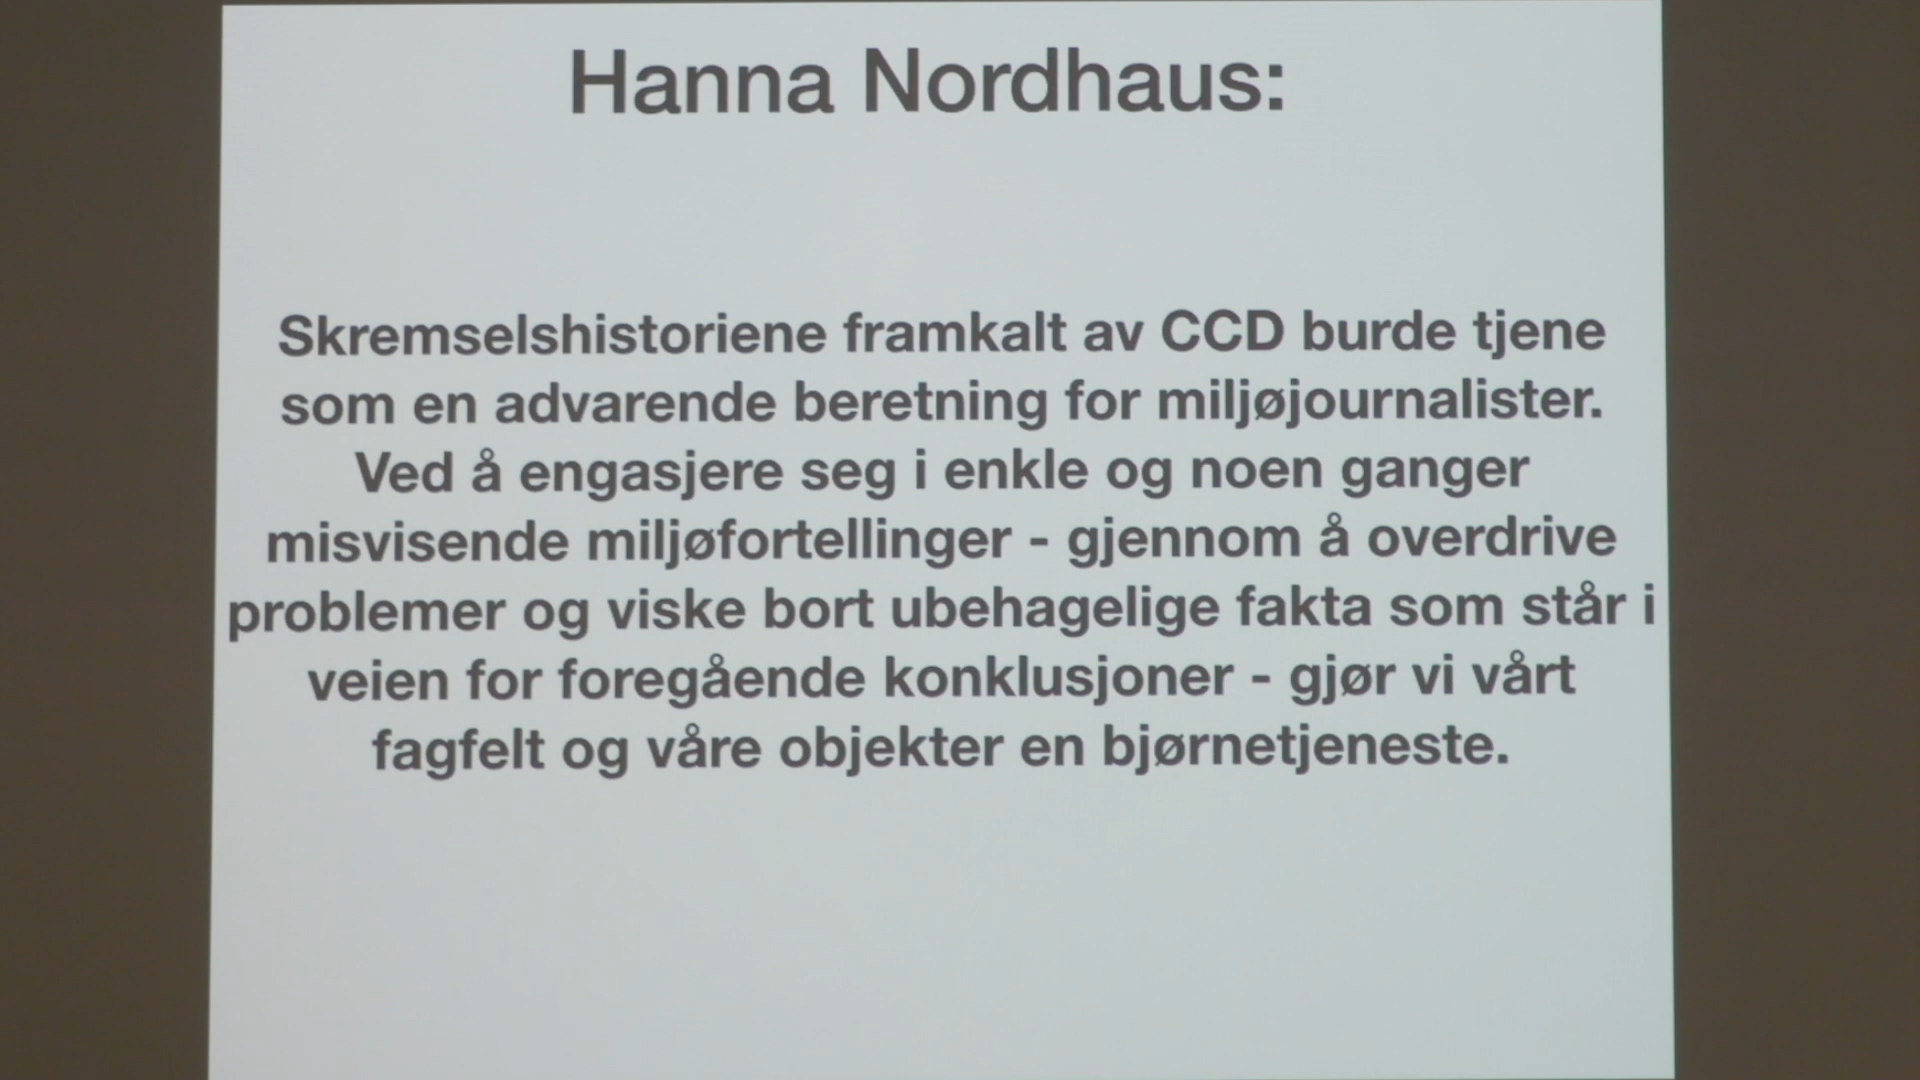 Hanna Nordhaus:
Skremselshistoriene framkalt av CCD burde tjene
som en advarende beretning for miljøjournalister.
Ved å engasjere seg i enkle og noen ganger
misvisende miljøfortellinger - gjennom å overdrive
problemer og viske bort ubehagelige fakta som står i
veien for foregående konklusjoner - gjør vi vårt
fagfelt og våre objekter en bjørnetjeneste.